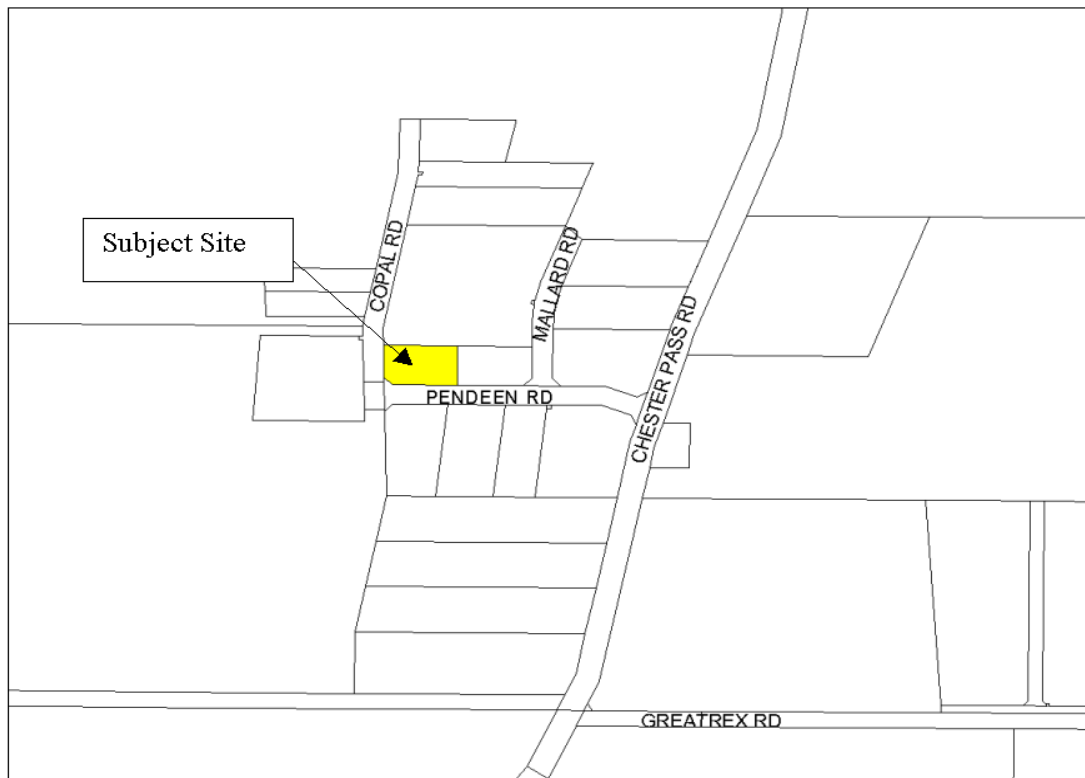 Subject Site
COPAL RD
MALLARD RD
CHESTER PASS RD
PENDEEN RD
GREATREX RD